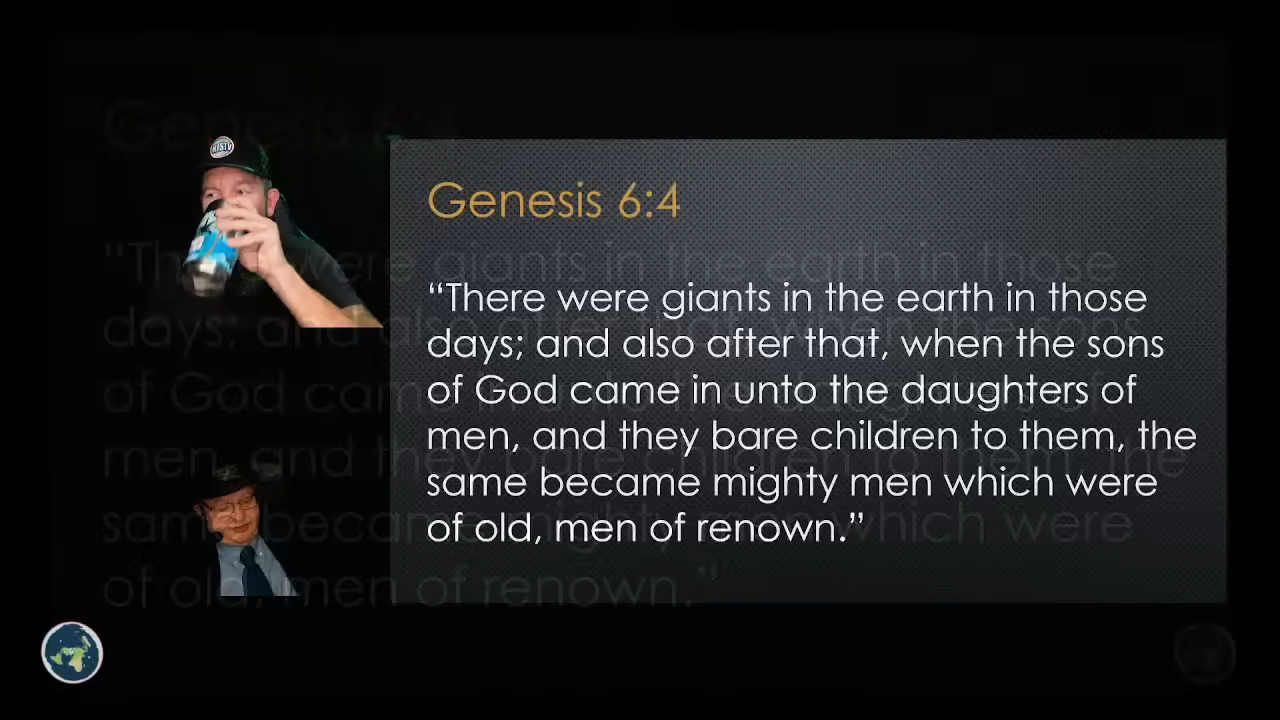 Genesis 6:4
“There were giants in the earth in those
days; and also after that, when the sons
of God came in unto the daughters of
men, and they bare children to them, the
same became mighty men which were
of old, men of renown.”